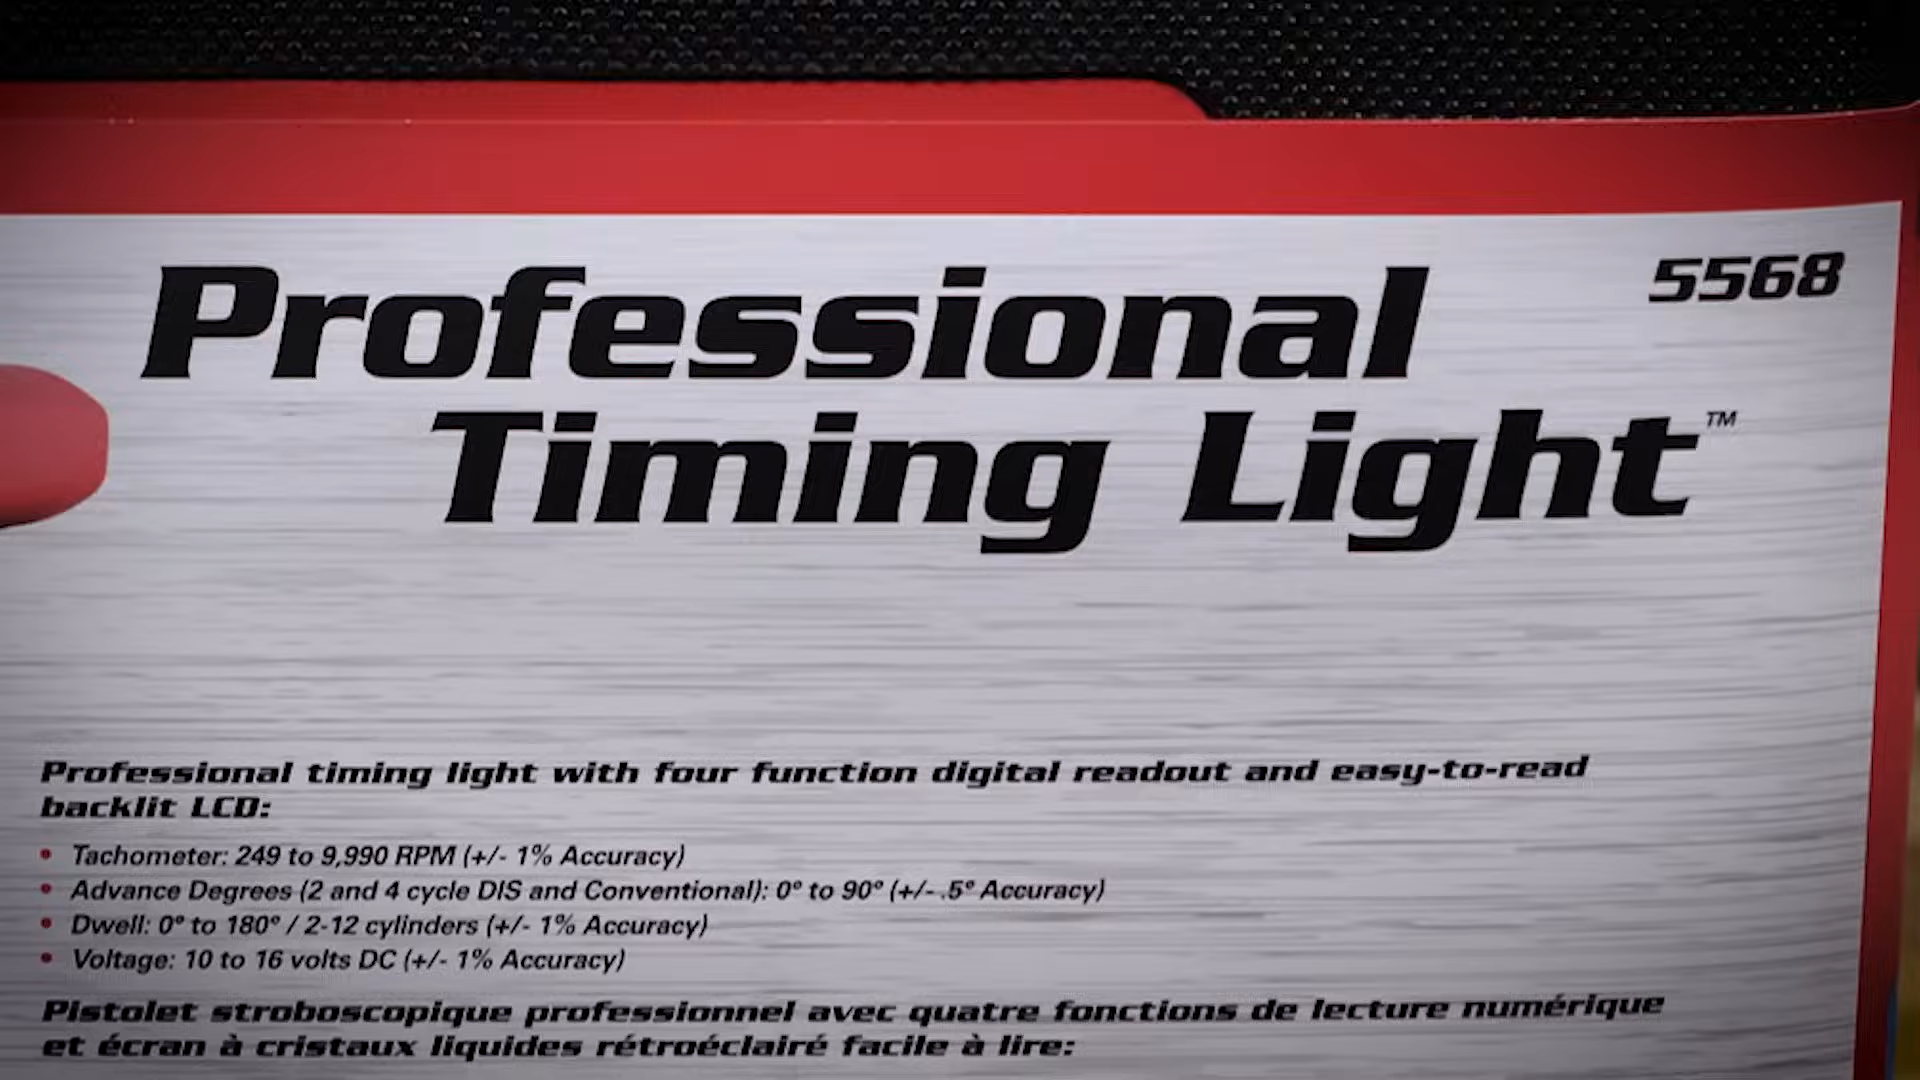 5568
Professional
Timing Light™
Professional timing light with four function digital readout and easy-to-read
backlit LCD:
• Tachometer: 249 to 9,990 RPM (+/- 1% Accuracy)
• Advance Degrees (2 and 4 cycle DIS and Conventional): 0° to 90° (+/- .5° Accuracy)
• Dwell: 0° to 180° / 2-12 cylinders (+/- 1% Accuracy)
• Voltage: 10 to 16 volts DC (+/- 1% Accuracy)
Pistolet stroboscopique professionnel avec quatre fonctions de lecture numérique
et écran à cristaux liquides rétroéclairé facile à lire: